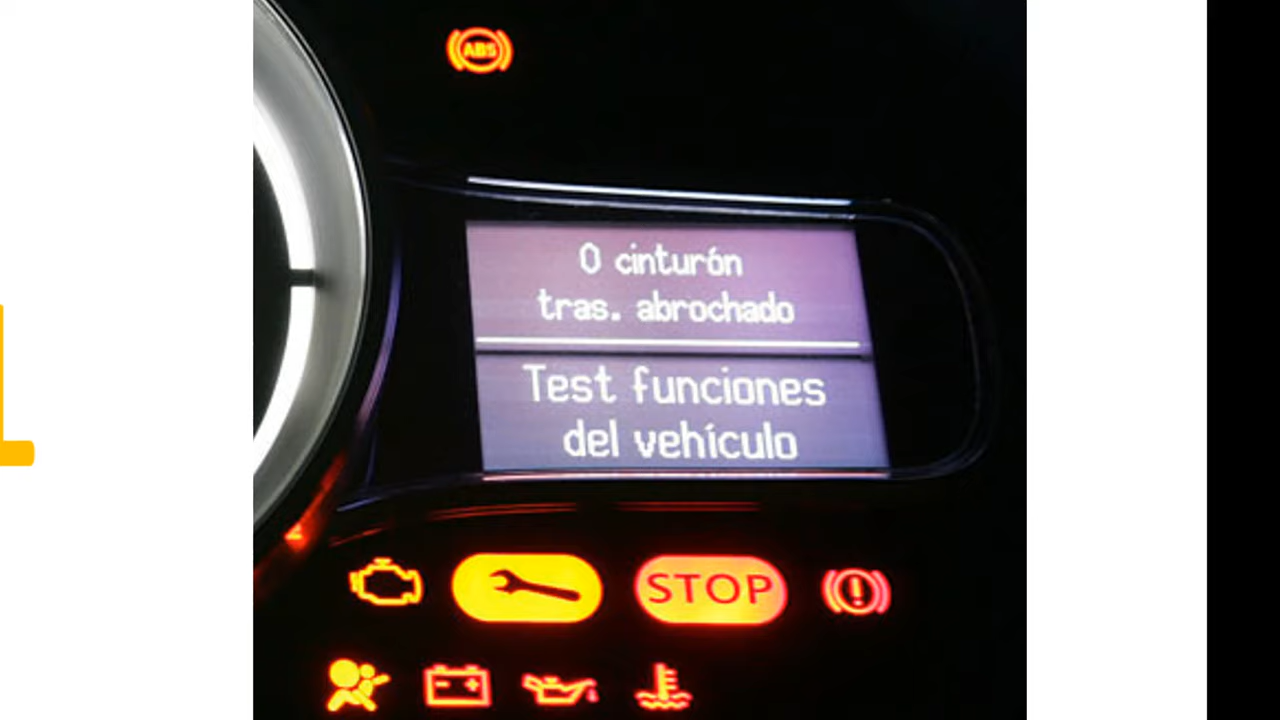 ABS
0 cinturón
tras. abrochado
Test funciones
del vehículo
STOP